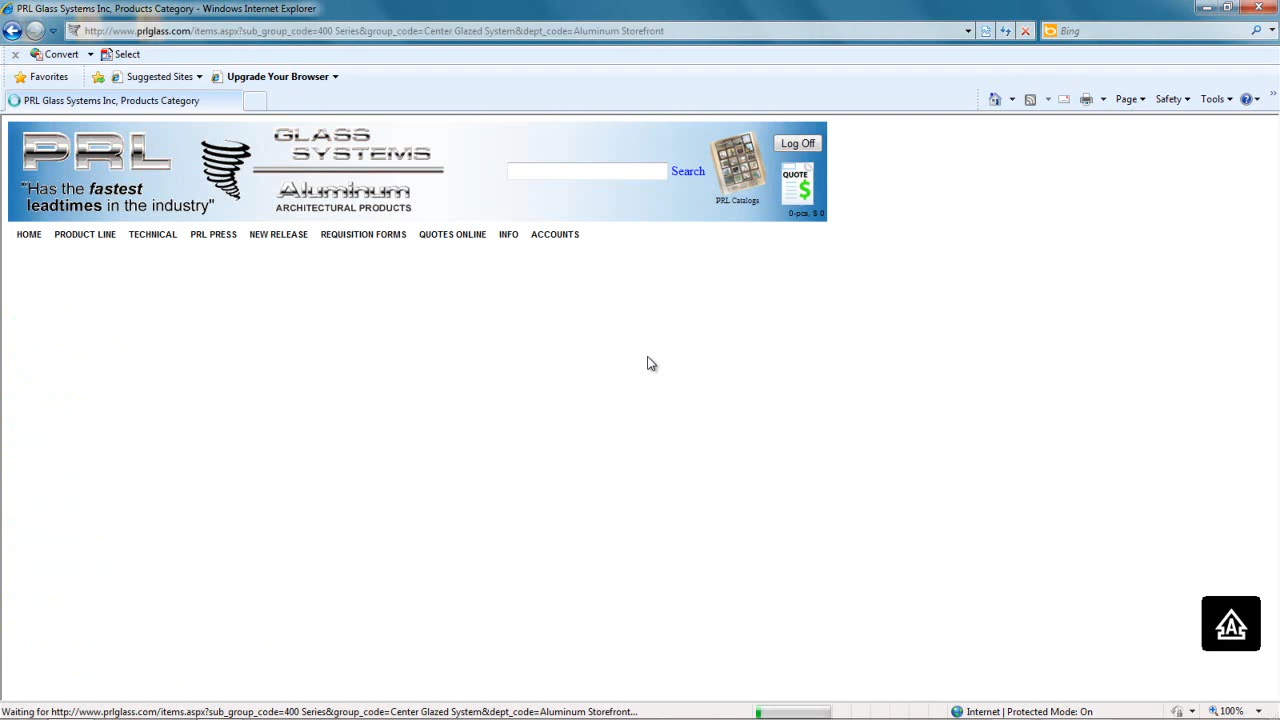 PRL Glass Systems Inc, Products Category - Windows Internet Explorer
http://www.prlglass.com/items.aspx?sub_group_code=400 Series&group_code=Center Glazed System&dept_code=Aluminum Storefront
Bing
Convert
Select
Favorites
Suggested Sites
Upgrade Your Browser
PRL Glass Systems Inc, Products Category
Page
Safety
Tools
PRL
"Has the fastest
leadtimes in the industry"
GLASS
SYSTEMS
Aluminum
ARCHITECTURAL PRODUCTS
Search
PRL Catalogs
Log Off
QUOTE
$
0-pcs, $ 0
HOME PRODUCT LINE TECHNICAL PRL PRESS NEW RELEASE REQUISITION FORMS QUOTES ONLINE INFO ACCOUNTS
A
Waiting for http://www.prlglass.com/items.aspx?sub_group_code=400 Series&group_code=Center Glazed System&dept_code=Aluminum Storefront...
Internet | Protected Mode: On
100%